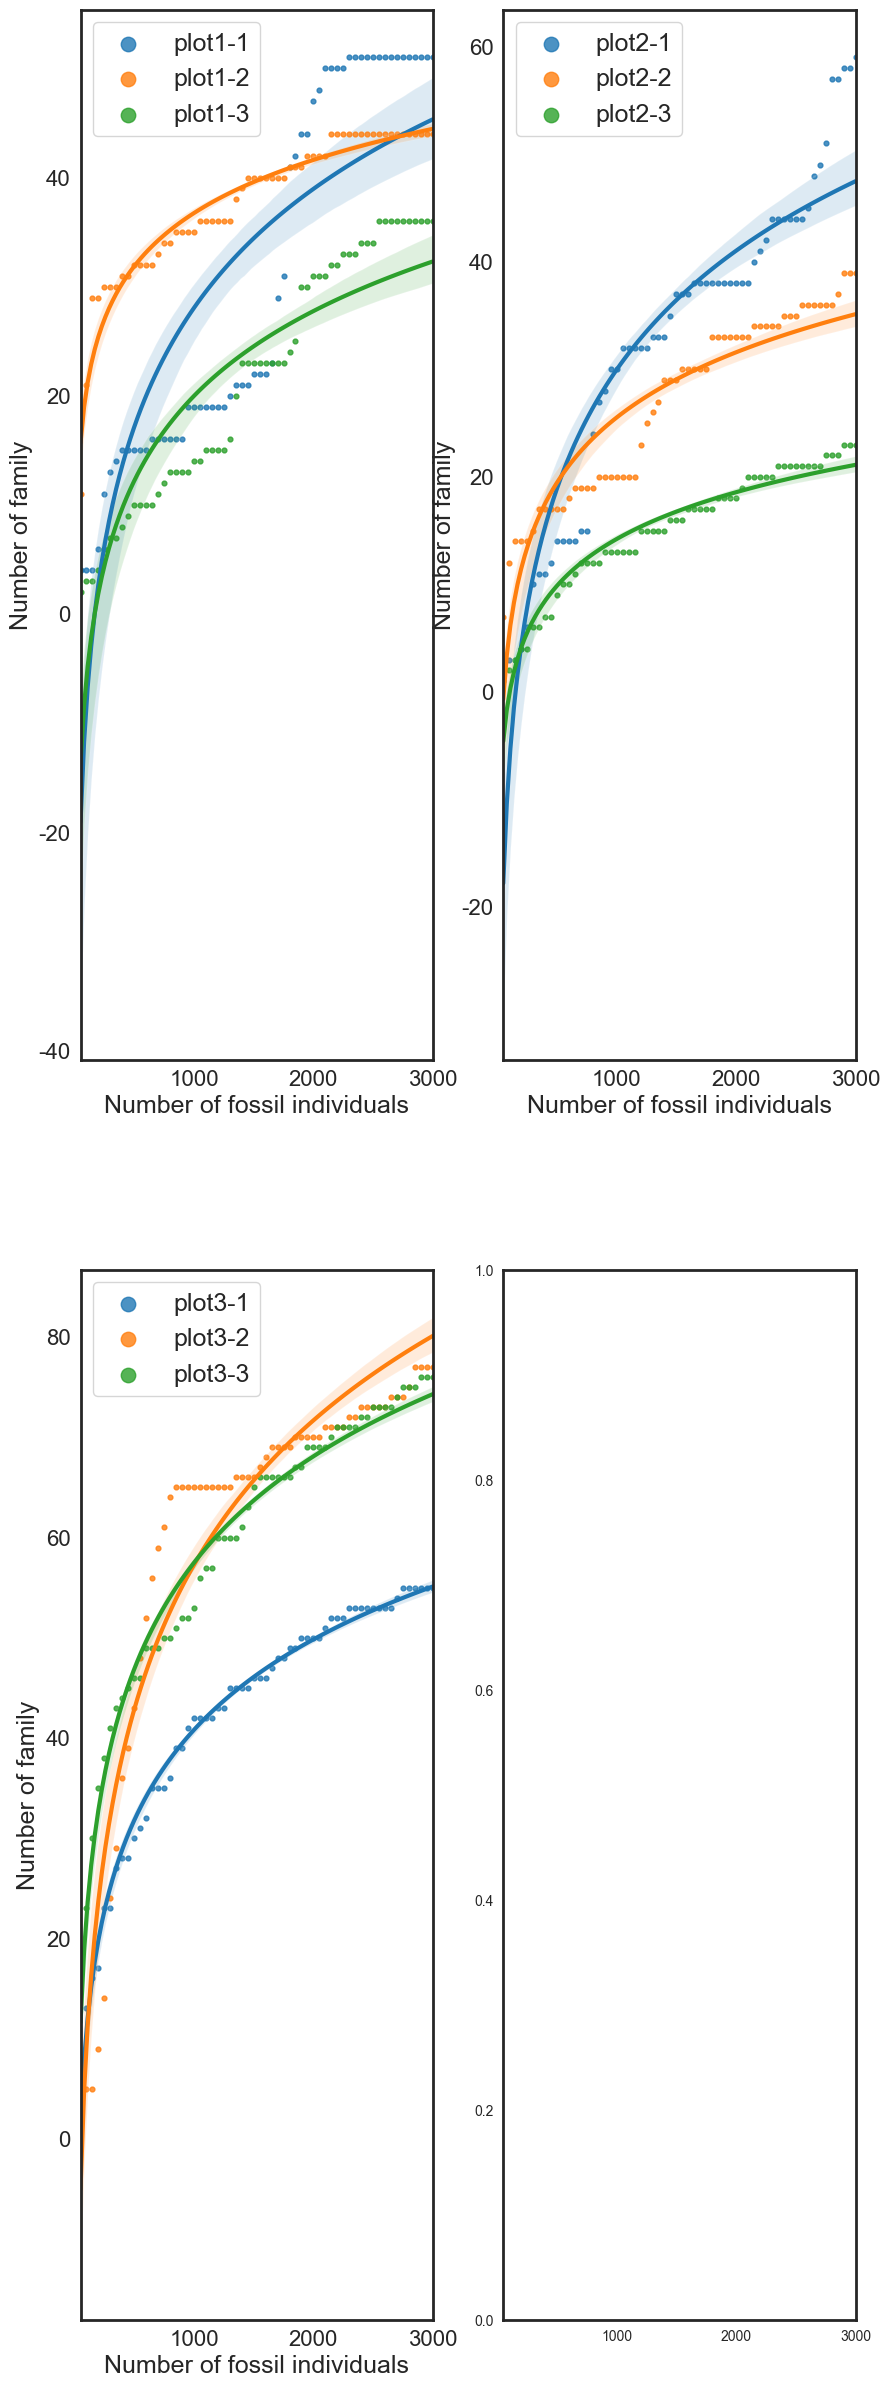 plot1-1
plot1-2
plot1-3
40
20
0
-20
-40
Number of family
1000 2000 3000
Number of fossil individuals
plot2-1
plot2-2
plot2-3
60
40
20
0
-20
Number of family
1000 2000 3000
Number of fossil individuals
plot3-1
plot3-2
plot3-3
80
60
40
20
0
Number of family
1000 2000 3000
Number of fossil individuals
1.0
0.8
0.6
0.4
0.2
0.0
1000 2000 3000